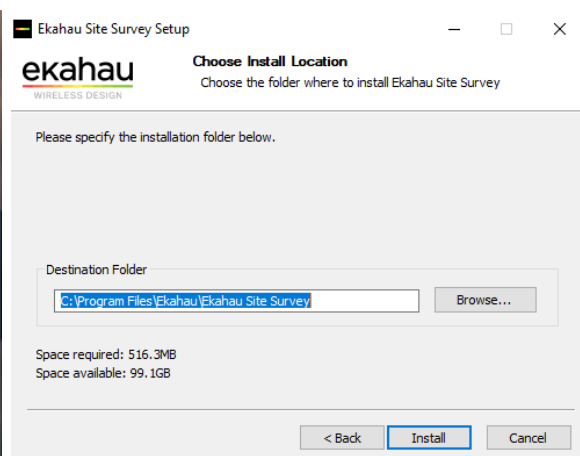 Ekahau Site Survey Setup
ekahau
WIRELESS DESIGN
Choose Install Location
Choose the folder where to install Ekahau Site Survey
Please specify the installation folder below.
Destination Folder
C:\Program Files\Ekahau\Ekahau Site Survey
Browse...
Space required: 516.3MB
Space available: 99.1GB
< Back
Install
Cancel